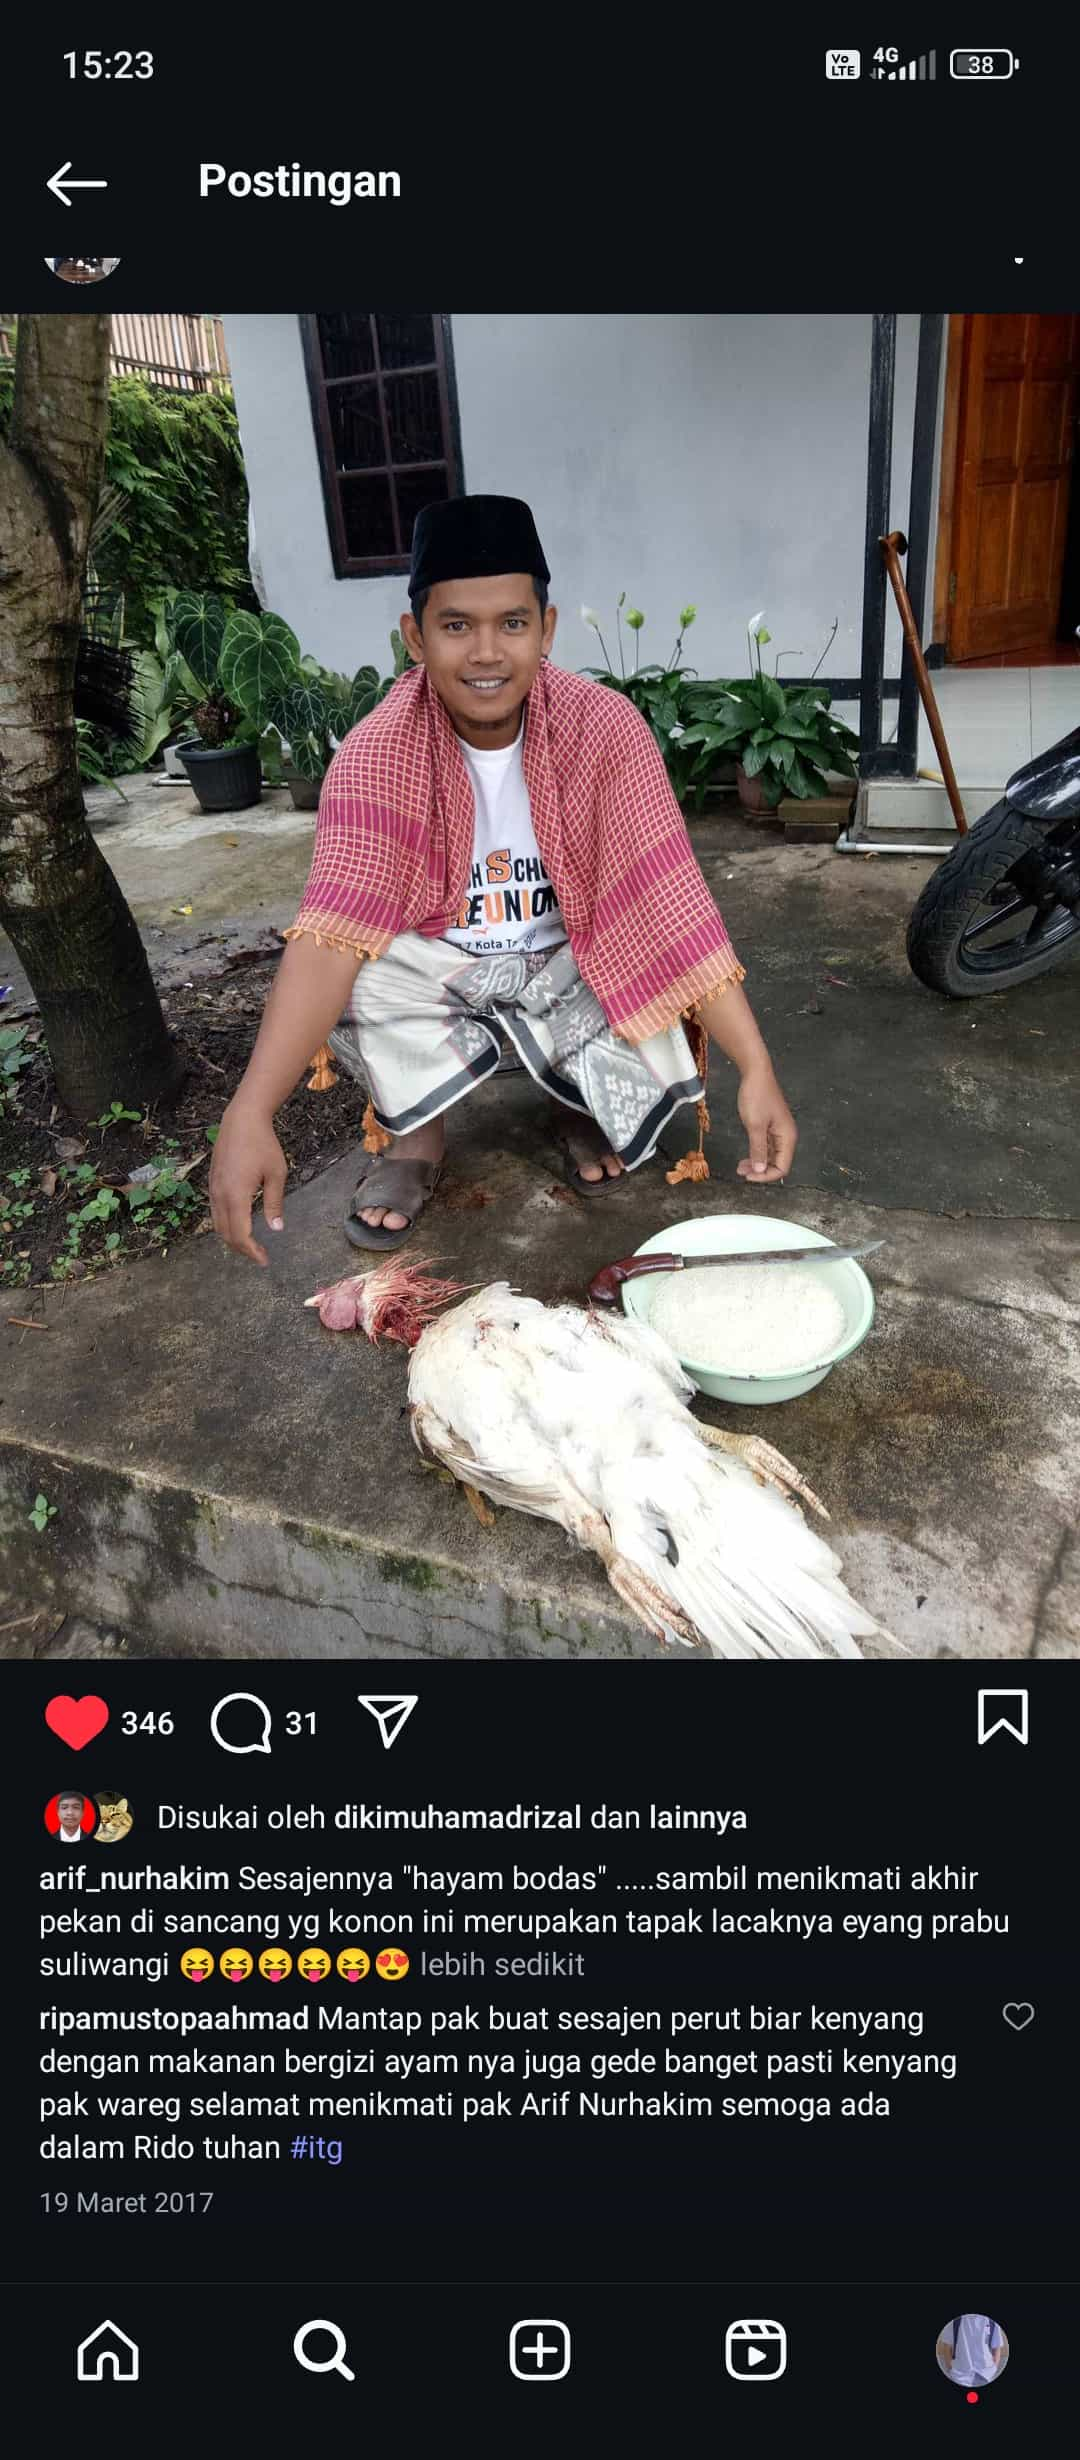 15:23
Vo LTE 4G 38
Postingan
SCH
REUNION
7 Kota
346 31
Disukai oleh dikimuhamadrizal dan lainnya
arif_nurhakim Sesajennya "hayam bodas" .....sambil menikmati akhir
pekan di sancang yg konon ini merupakan tapak lacaknya eyang prabu
suliwangi 😝😝😝😝😝😍 lebih sedikit
ripamustopaahmad Mantap pak buat sesajen perut biar kenyang
dengan makanan bergizi ayam nya juga gede banget pasti kenyang
pak wareg selamat menikmati pak Arif Nurhakim semoga ada
dalam Rido tuhan #itg
19 Maret 2017